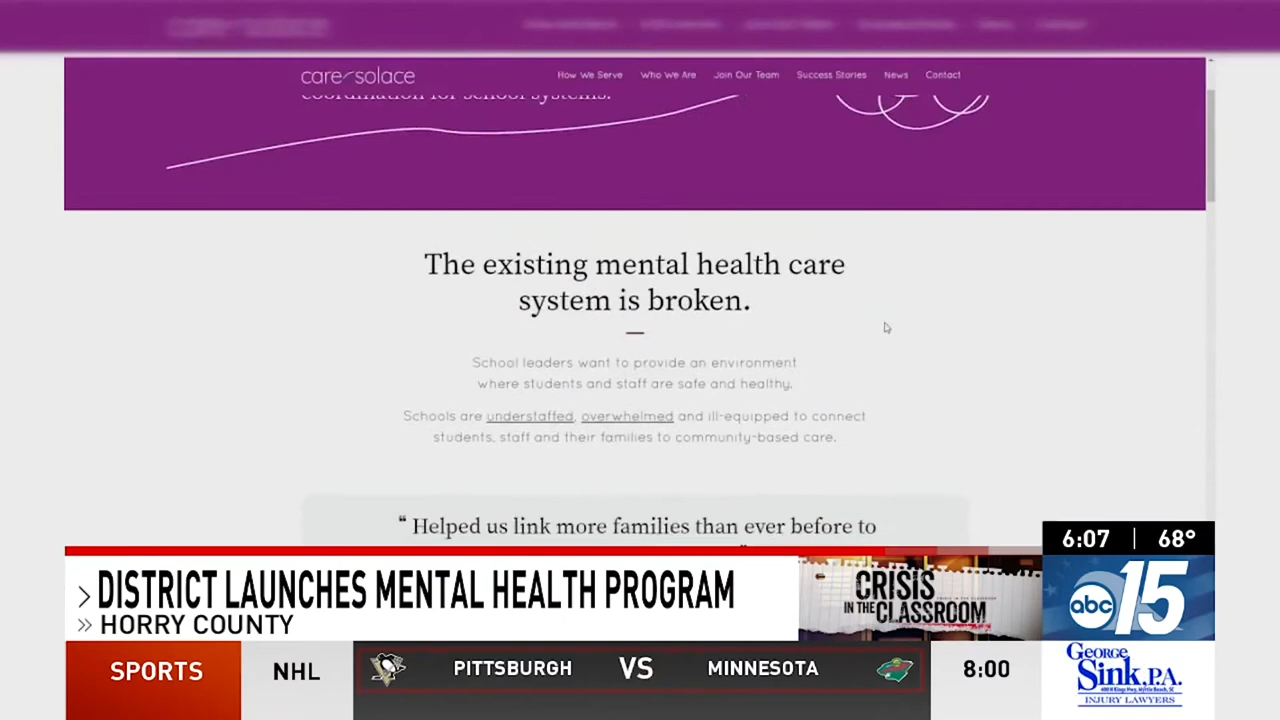 care solace
How We Serve Who We Are Join Our Team Success Stories News Contact
coordination for school systems.
The existing mental health care
system is broken.
School leaders want to provide an environment
where students and staff are safe and healthy.
Schools are understaffed, overwhelmed and ill-equipped to connect
students, staff and their families to community-based care.
“ Helped us link more families than ever before to
6:07 | 68°
DISTRICT LAUNCHES MENTAL HEALTH PROGRAM
HORRY COUNTY
CRISIS
IN THE CLASSROOM
abc 15
SPORTS NHL PITTSBURGH VS MINNESOTA 8:00
GEORGE
Sink, P.A.
INJURY LAWYERS